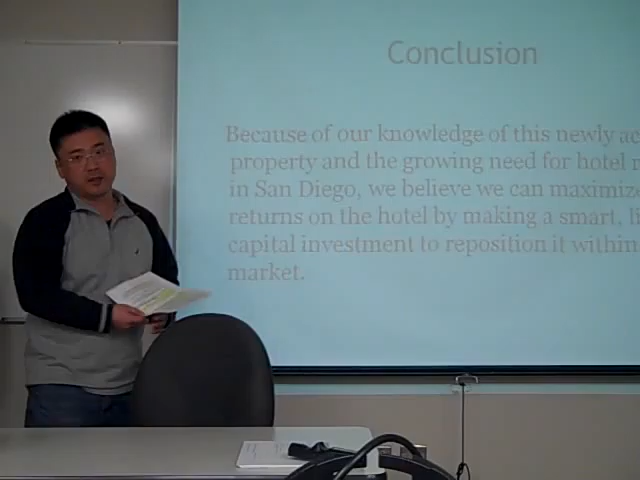 Conclusion
Because of our knowledge of this newly
property and the growing need for hotel
in San Diego, we believe we can maximize
returns on the hotel by making a smart,
capital investment to reposition it within
market.